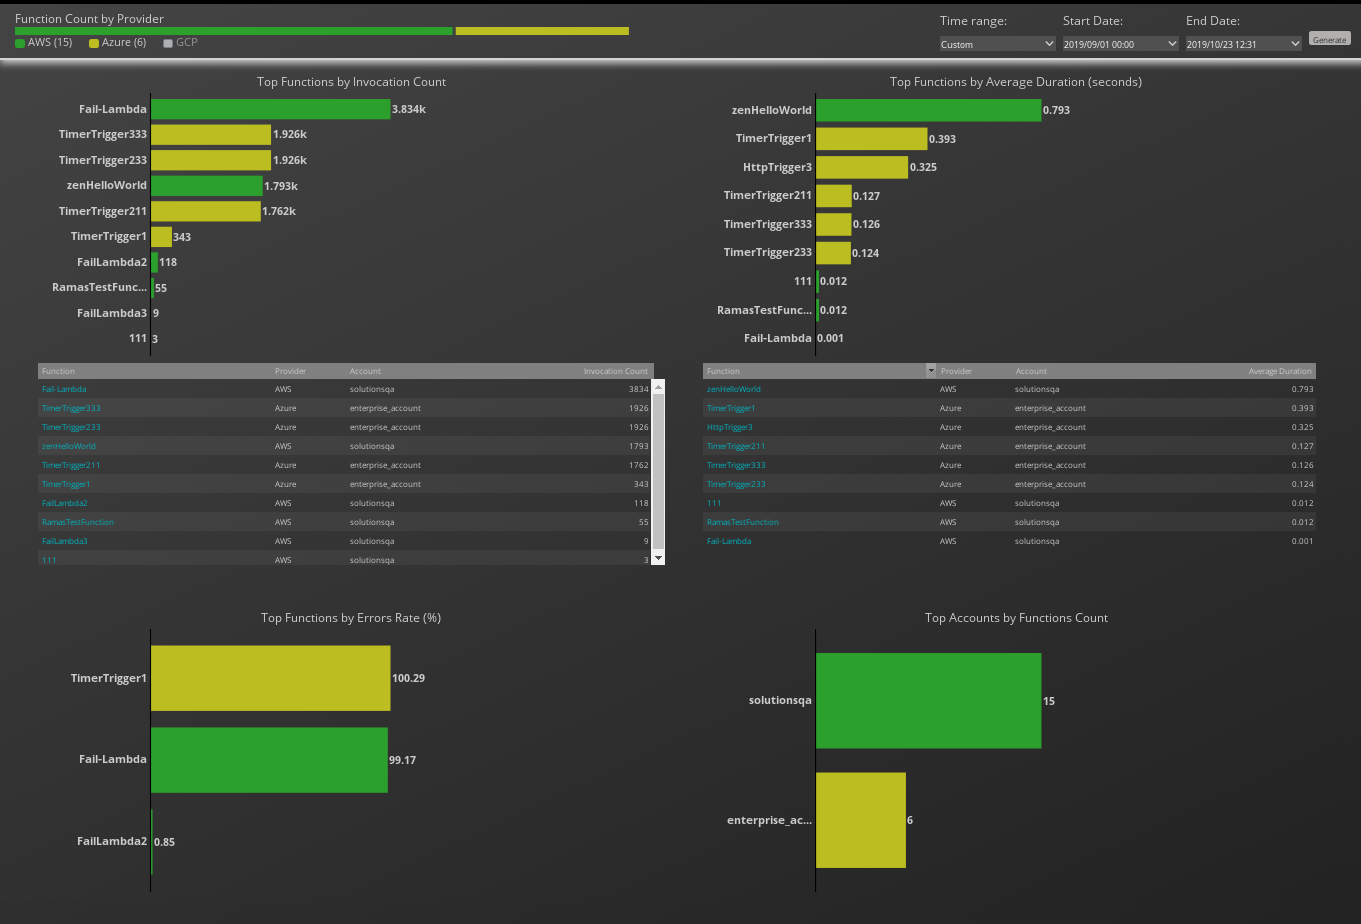 Function Count by Provider
AWS (15) Azure (6) GCP
Time range: Start Date: End Date:
Custom 2019/09/01 00:00 2019/10/23 12:31 Generate
Top Functions by Invocation Count
Fail-Lambda 3.834k
TimerTrigger333 1.926k
TimerTrigger233 1.926k
zenHelloWorld 1.793k
TimerTrigger211 1.762k
TimerTrigger1 343
FailLambda2 118
RamasTestFunc... 55
FailLambda3 9
111 3
Function Provider Account Invocation Count
Fail-Lambda AWS solutionsqa 3834
TimerTrigger333 Azure enterprise_account 1926
TimerTrigger233 Azure enterprise_account 1926
zenHelloWorld AWS solutionsqa 1793
TimerTrigger211 Azure enterprise_account 1762
TimerTrigger1 Azure enterprise_account 343
FailLambda2 AWS solutionsqa 118
RamasTestFunction AWS solutionsqa 55
FailLambda3 AWS solutionsqa 9
111 AWS solutionsqa 3
Top Functions by Average Duration (seconds)
zenHelloWorld 0.793
TimerTrigger1 0.393
HttpTrigger3 0.325
TimerTrigger211 0.127
TimerTrigger333 0.126
TimerTrigger233 0.124
111 0.012
RamasTestFunc... 0.012
Fail-Lambda 0.001
Function Provider Account Average Duration
zenHelloWorld AWS solutionsqa 0.793
TimerTrigger1 Azure enterprise_account 0.393
HttpTrigger3 Azure enterprise_account 0.325
TimerTrigger211 Azure enterprise_account 0.127
TimerTrigger333 Azure enterprise_account 0.126
TimerTrigger233 Azure enterprise_account 0.124
111 AWS solutionsqa 0.012
RamasTestFunction AWS solutionsqa 0.012
Fail-Lambda AWS solutionsqa 0.001
Top Functions by Errors Rate (%)
TimerTrigger1 100.29
Fail-Lambda 99.17
FailLambda2 0.85
Top Accounts by Functions Count
solutionsqa 15
enterprise_ac... 6